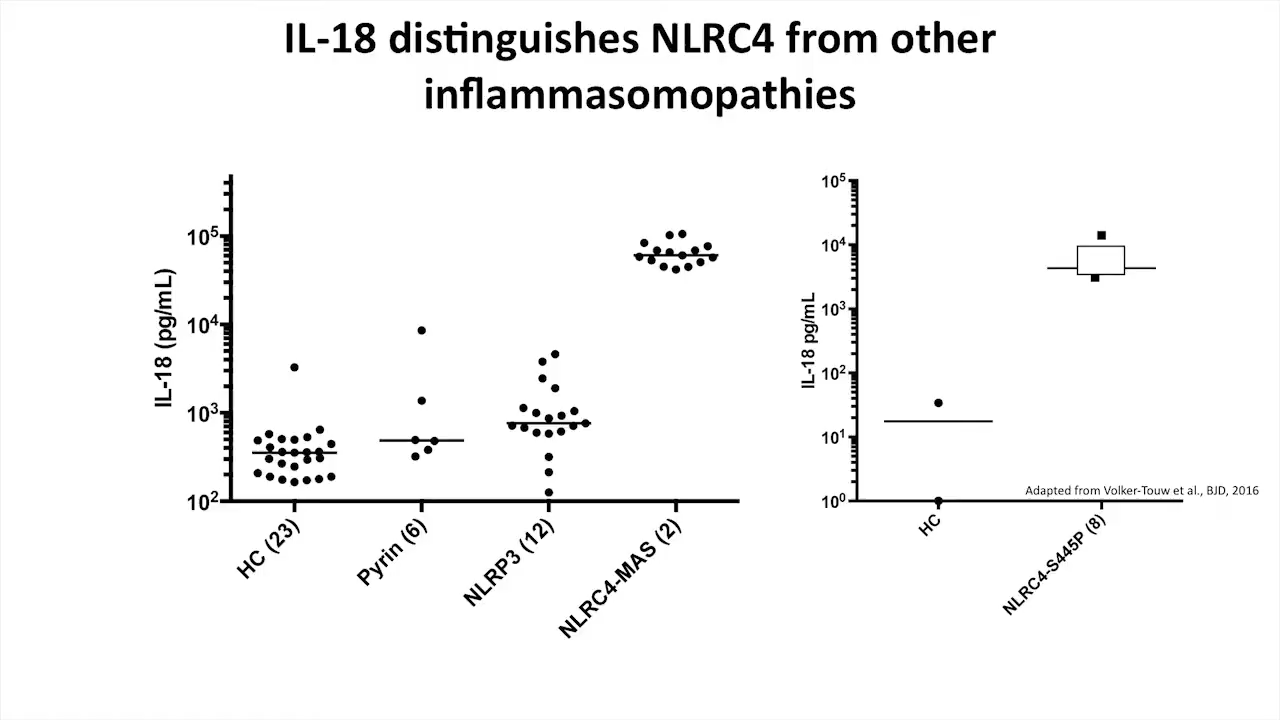 IL-18 distinguishes NLRC4 from other
inflammasomopathies
IL-18 (pg/mL)
10⁵
10⁴
10³
10²
HC (23)
Pyrin (6)
NLRP3 (12)
NLRC4-MAS (2)
IL-18 pg/mL
10⁵
10⁴
10³
10²
10¹
10⁰
Adapted from Volker-Touw et al., BJD, 2016
HC
NLRC4-S445P (8)